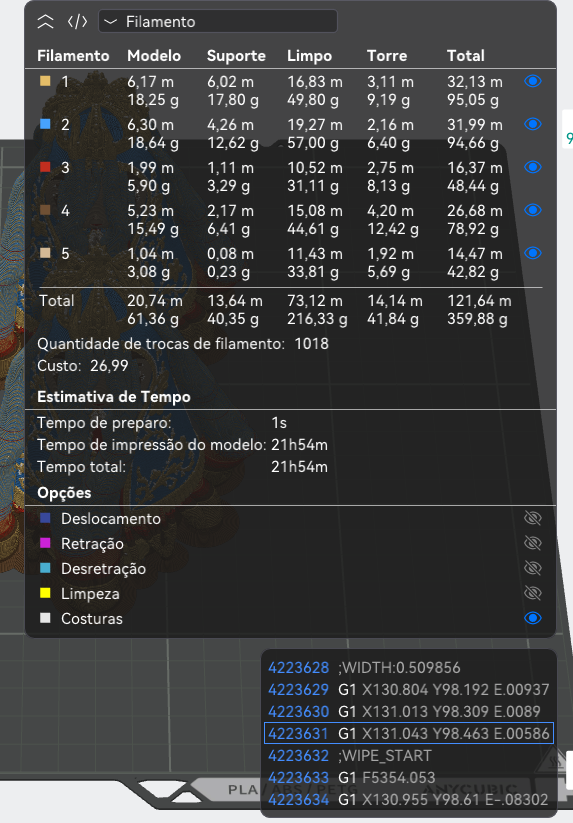 </> Filamento
Filamento Modelo Suporte Limpo Torre Total
1 6,17 m 6,02 m 16,83 m 3,11 m 32,13 m
18,25 g 17,80 g 49,80 g 9,19 g 95,05 g
2 6,30 m 4,26 m 19,27 m 2,16 m 31,99 m
18,64 g 12,62 g 57,00 g 6,40 g 94,66 g
9
3 1,99 m 1,11 m 10,52 m 2,75 m 16,37 m
5,90 g 3,29 g 31,11 g 8,13 g 48,44 g
4 5,23 m 2,17 m 15,08 m 4,20 m 26,68 m
15,49 g 6,41 g 44,61 g 12,42 g 78,92 g
5 1,04 m 0,08 m 11,43 m 1,92 m 14,47 m
3,08 g 0,23 g 33,81 g 5,69 g 42,82 g
Total 20,74 m 13,64 m 73,12 m 14,14 m 121,64 m
61,36 g 40,35 g 216,33 g 41,84 g 359,88 g
Quantidade de trocas de filamento: 1018
Custo: 26,99
Estimativa de Tempo
Tempo de preparo: 1s
Tempo de impressão do modelo: 21h54m
Tempo total: 21h54m
Opções
Deslocamento
Retração
Desretração
Limpeza
Costuras
4223628 ;WIDTH:0.509856
4223629 G1 X130.804 Y98.192 E.00937
4223630 G1 X131.013 Y98.309 E.0089
4223631 G1 X131.043 Y98.463 E.00586
4223632 ;WIPE_START
4223633 G1 F5354.053
4223634 G1 X130.955 Y98.61 E-.08302
PLA / ABS / PETG ANYCUBIC